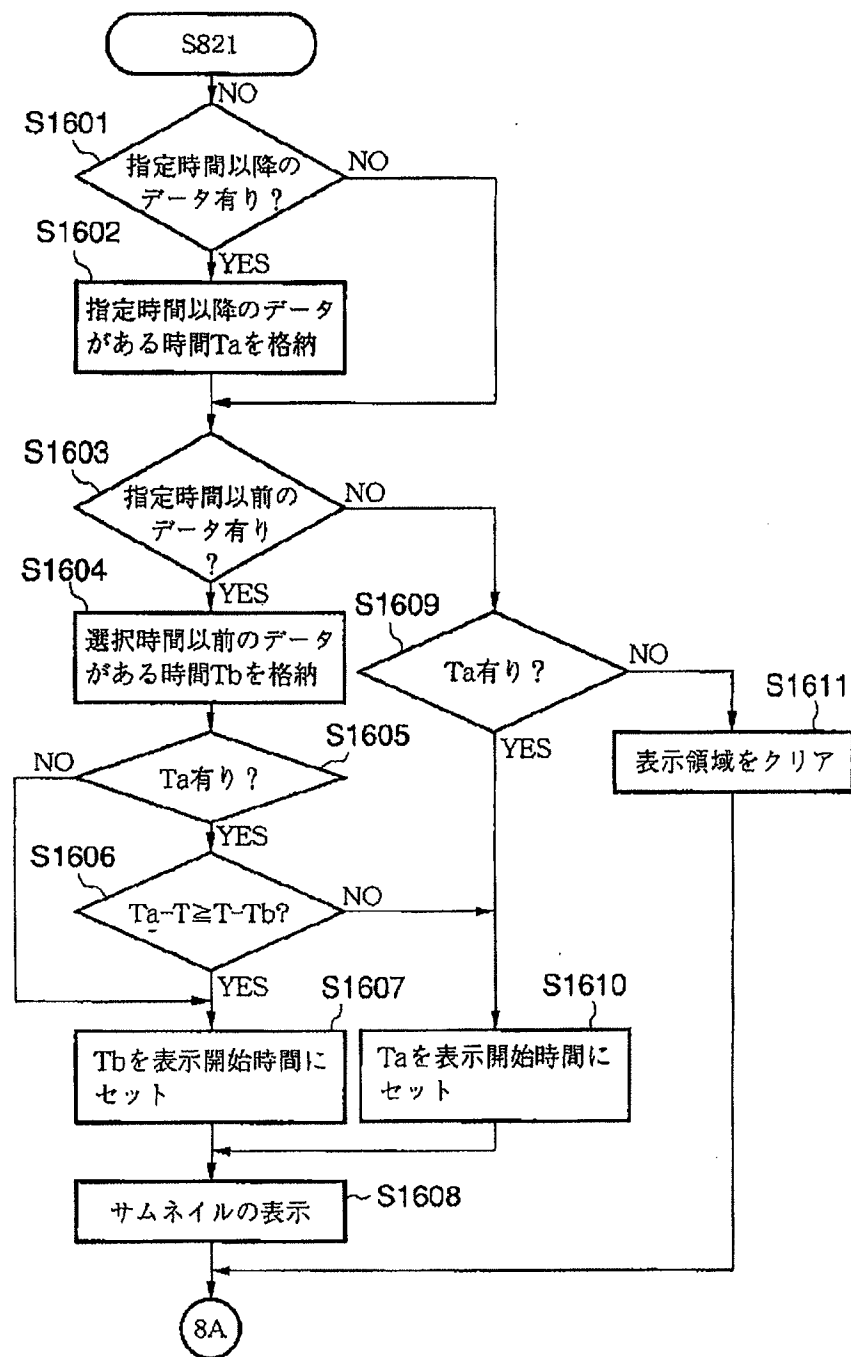 S821
NO
S1601
指定時間以降の
データ有り？
NO
S1602
YES
指定時間以降のデータ
がある時間Taを格納
S1603
指定時間以前の
データ有り
？
NO
S1604
YES
選択時間以前のデータ
がある時間Tbを格納
S1609
Ta有り？
NO
S1611
表示領域をクリア
YES
S1605
NO
Ta有り？
YES
S1606
Ta-T≧T-Tb?
NO
YES
S1607
Tbを表示開始時間に
セット
S1610
Taを表示開始時間に
セット
サムネイルの表示
S1608
8A